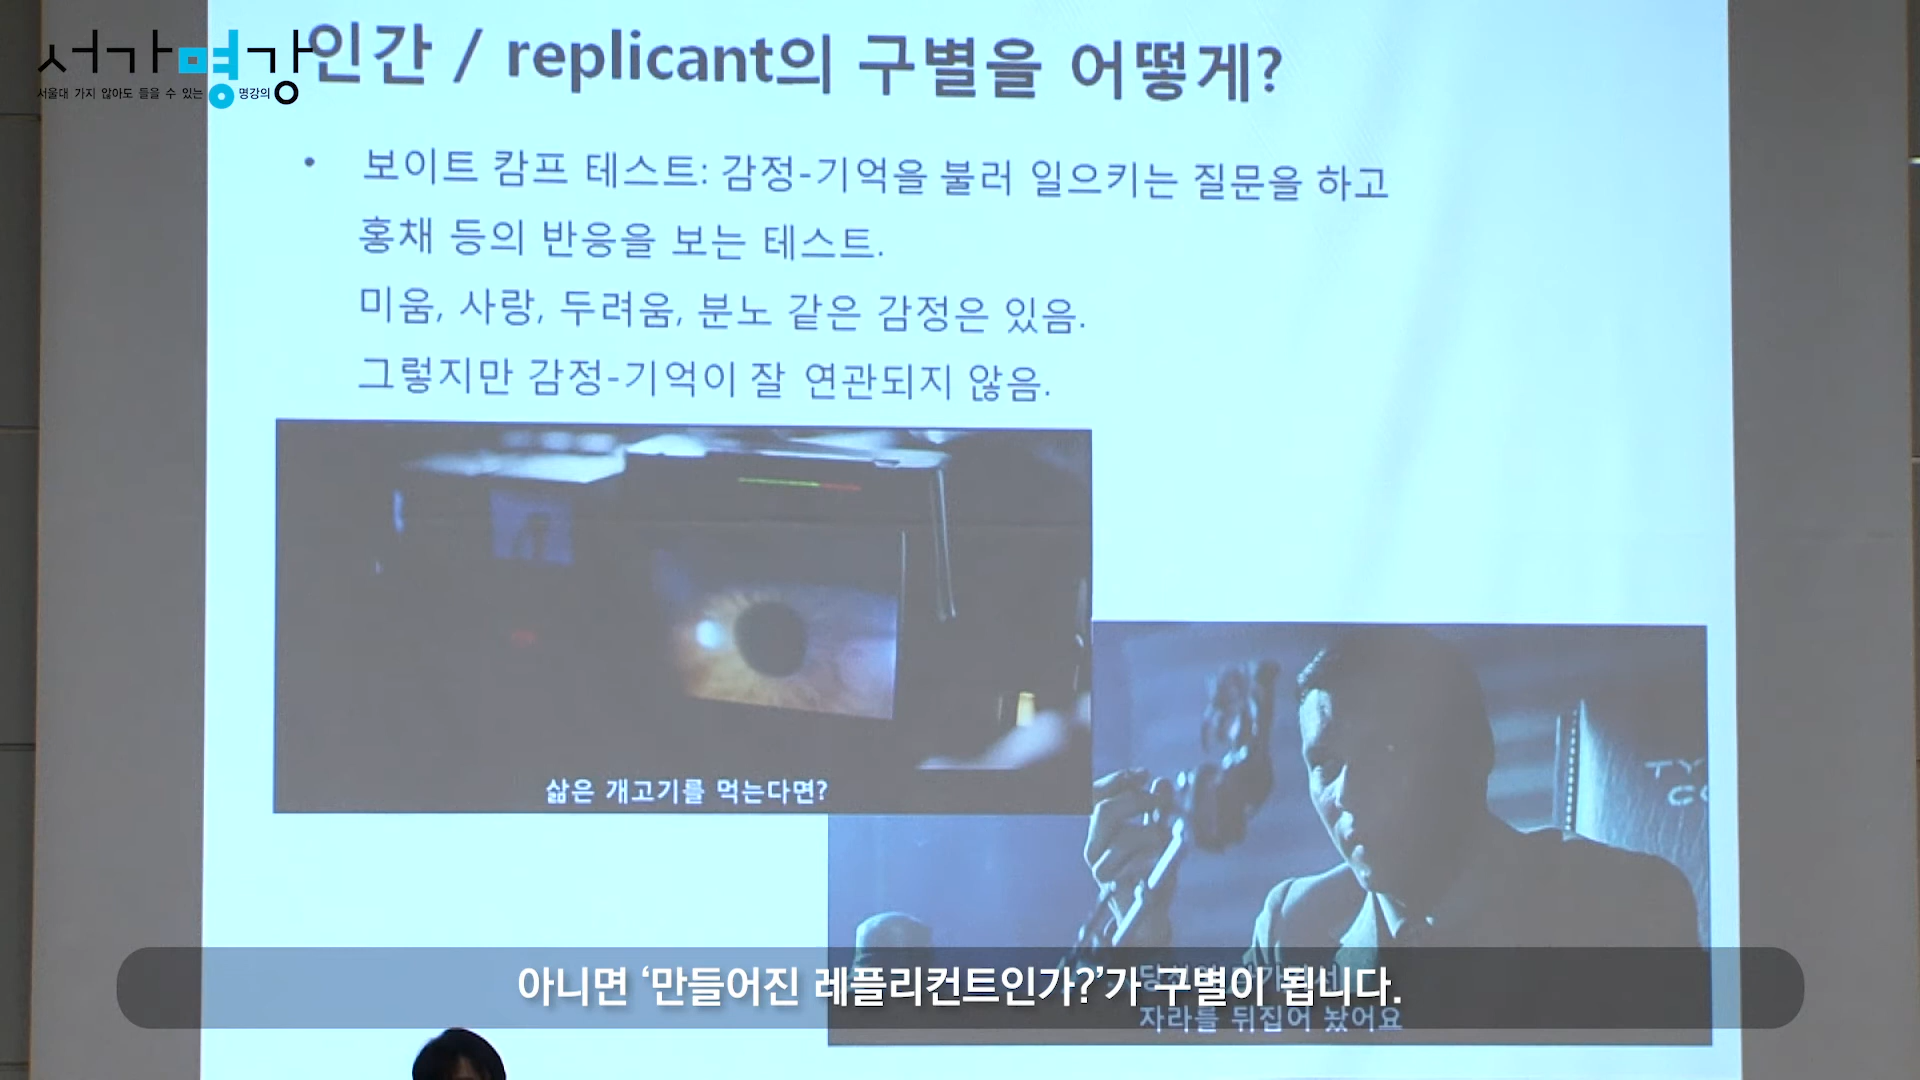 서가명강
서울대 가지 않아도 들을 수 있는 명강의
인간 / replicant의 구별을 어떻게?
• 보이트 캄프 테스트: 감정-기억을 불러 일으키는 질문을 하고
홍채 등의 반응을 보는 테스트.
미움, 사랑, 두려움, 분노 같은 감정은 있음.
그렇지만 감정-기억이 잘 연관되지 않음.
삶은 개고기를 먹는다면?
TY
아니면 ‘만들어진 레플리컨트인가?’가 구별이 됩니다.
자라를 뒤집어 놨어요